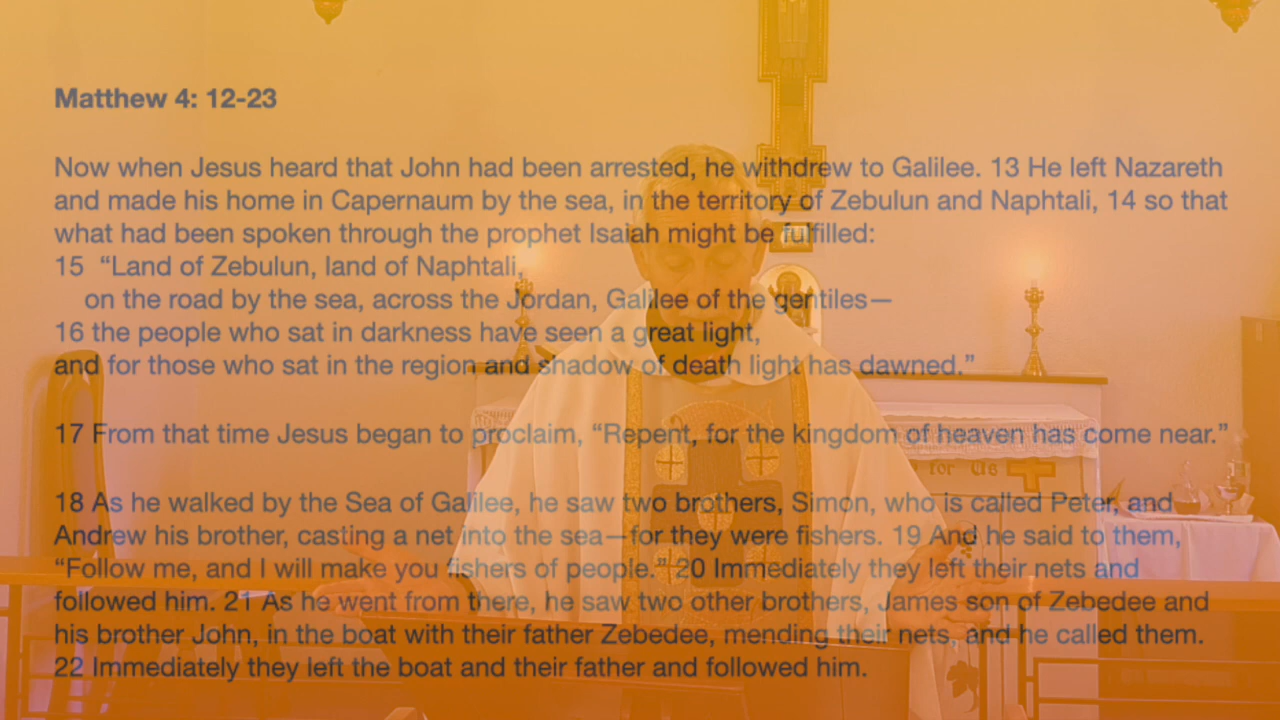 Matthew 4: 12-23
Now when Jesus heard that John had been arrested, he withdrew to Galilee. 13 He left Nazareth
and made his home in Capernaum by the sea, in the territory of Zebulun and Naphtali, 14 so that
what had been spoken through the prophet Isaiah might be fulfilled:
15 “Land of Zebulun, land of Naphtali,
on the road by the sea, across the Jordan, Galilee of the gentiles—
16 the people who sat in darkness have seen a great light,
and for those who sat in the region and shadow of death light has dawned.”
17 From that time Jesus began to proclaim, “Repent, for the kingdom of heaven has come near.”
for Us
18 As he walked by the Sea of Galilee, he saw two brothers, Simon, who is called Peter, and
Andrew his brother, casting a net into the sea—for they were fishers. 19 And he said to them,
“Follow me, and I will make you fishers of people.” 20 Immediately they left their nets and
followed him. 21 As he went from there, he saw two other brothers, James son of Zebedee and
his brother John, in the boat with their father Zebedee, mending their nets, and he called them.
22 Immediately they left the boat and their father and followed him.